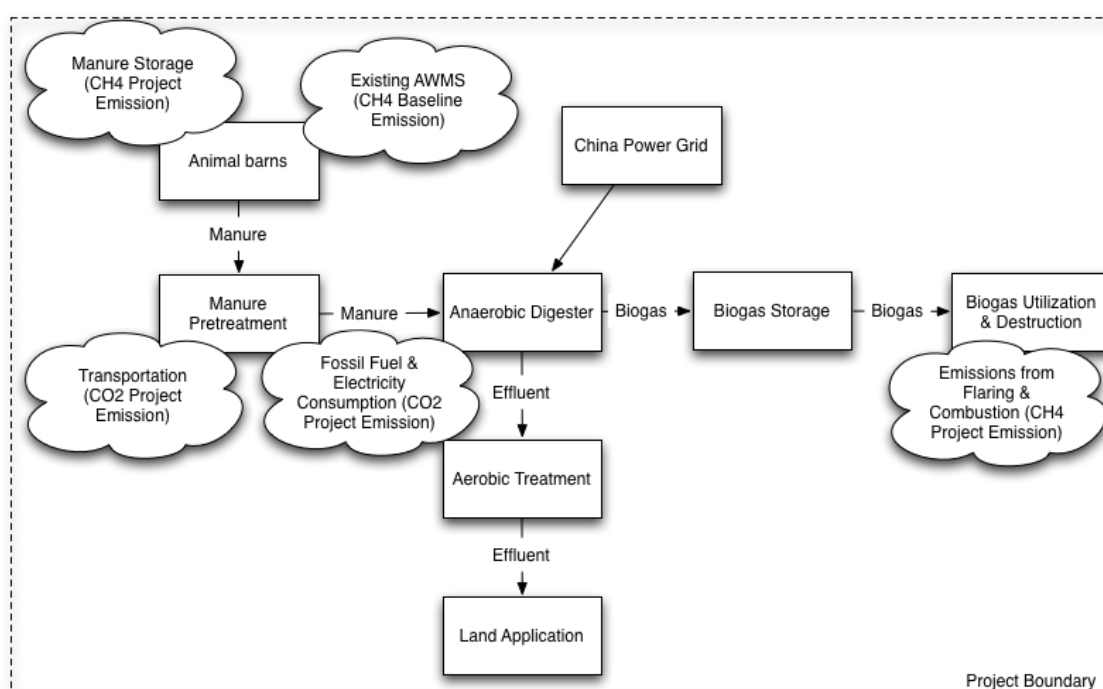 Manure Storage
(CH4 Project
Emission)
Existing AWMS
(CH4 Baseline
Emission)
Animal barns
China Power Grid
Manure
Manure
Pretreatment
Manure
Anaerobic Digester
Biogas
Biogas Storage
Biogas
Biogas Utilization
& Destruction
Transportation
(CO2 Project
Emission)
Fossil Fuel &
Electricity
Consumption (CO2
Project Emission)
Effluent
Emissions from
Flaring &
Combustion (CH4
Project Emission)
Aerobic Treatment
Effluent
Land Application
Project Boundary